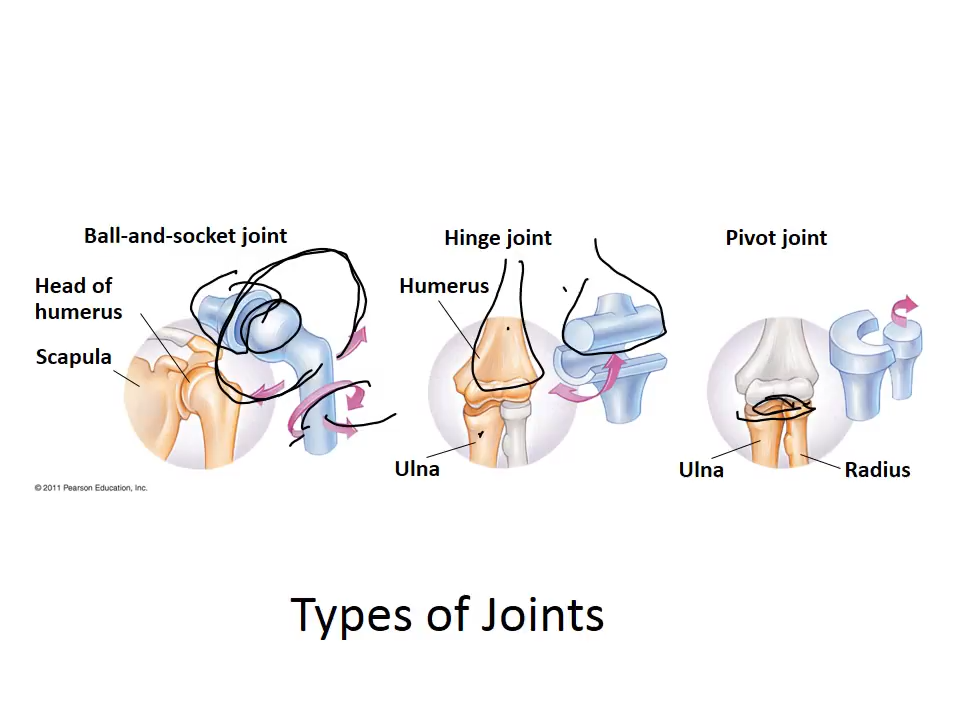 Ball-and-socket joint
Head of
humerus
Scapula
Hinge joint
Humerus
Ulna
Pivot joint
Ulna
Radius
© 2011 Pearson Education, Inc.
Types of Joints